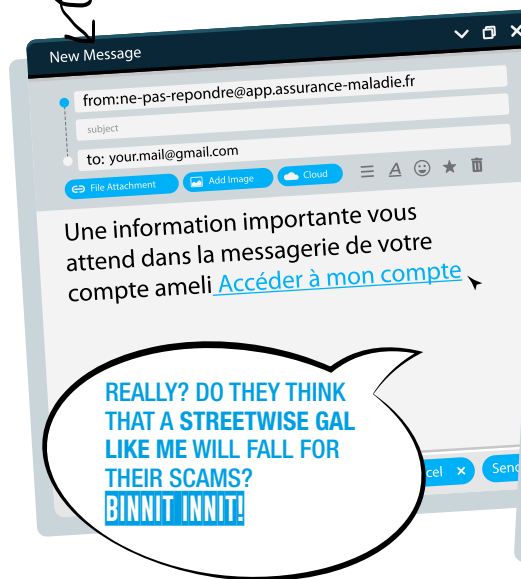 New Message
from:ne-pas-repondre@app.assurance-maladie.fr
subject
to: your.mail@gmail.com
File Attachment
Add Image
Cloud
A
Une information importante vous
attend dans la messagerie de votre
compte ameli Accéder à mon compte
REALLY? DO THEY THINK
THAT A STREETWISE GAL
LIKE ME WILL FALL FOR
THEIR SCAMS?
BINNIT INNIT!
cel ×
Send